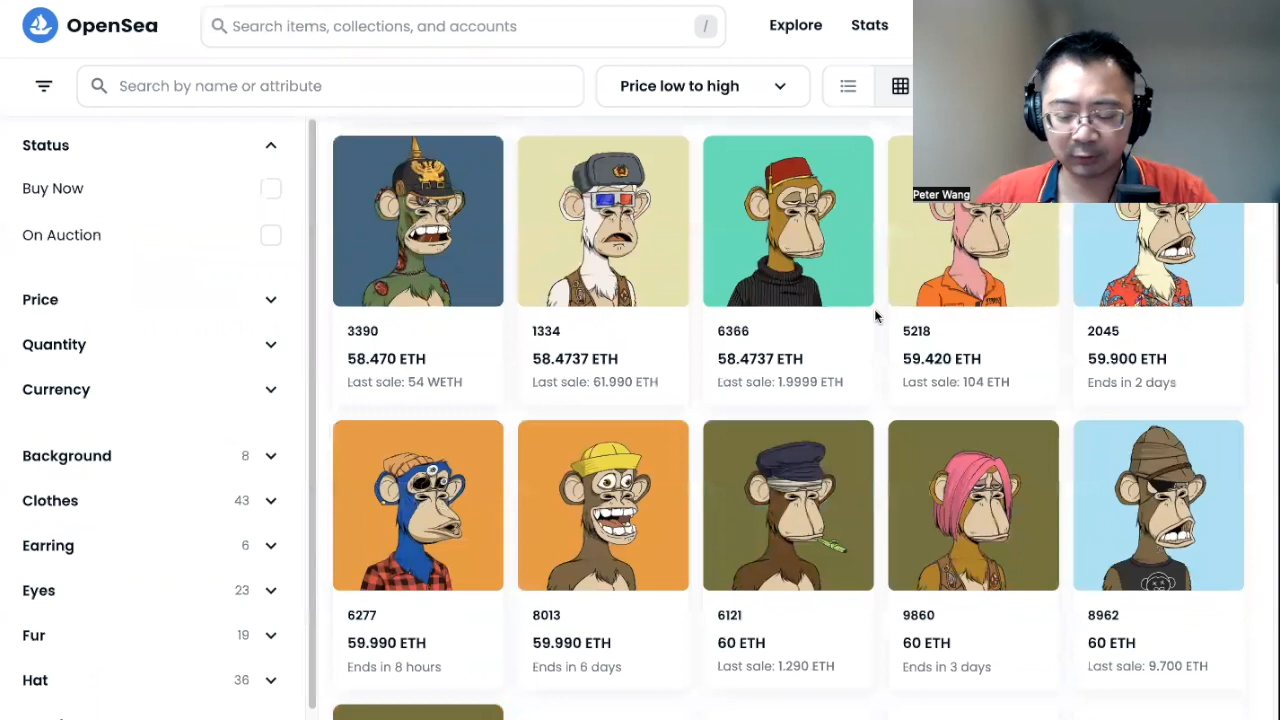 OpenSea
Search items, collections, and accounts
/
Explore
Stats
Search by name or attribute
Price low to high
Peter Wang
Status
Buy Now
On Auction
Price
Quantity
Currency
Background 8
Clothes 43
Earring 6
Eyes 23
Fur 19
Hat 36
3390
58.470 ETH
Last sale: 54 WETH
1334
58.4737 ETH
Last sale: 61.990 ETH
6366
58.4737 ETH
Last sale: 1.9999 ETH
5218
59.420 ETH
Last sale: 104 ETH
2045
59.900 ETH
Ends in 2 days
6277
59.990 ETH
Ends in 8 hours
8013
59.990 ETH
Ends in 6 days
6121
60 ETH
Last sale: 1.290 ETH
9860
60 ETH
Ends in 3 days
8962
60 ETH
Last sale: 9.700 ETH